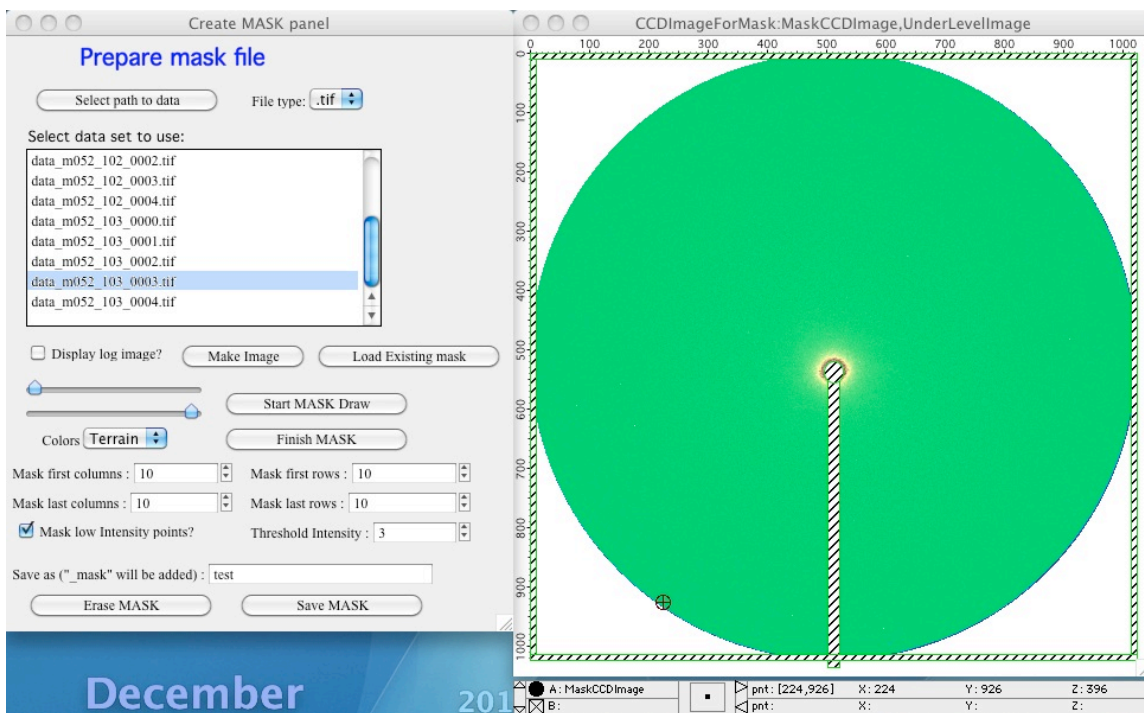 Create MASK panel
Prepare mask file
Select path to data
File type: .tif
Select data set to use:
data_m052_102_0002.tif
data_m052_102_0003.tif
data_m052_102_0004.tif
data_m052_103_0000.tif
data_m052_103_0001.tif
data_m052_103_0002.tif
data_m052_103_0003.tif
data_m052_103_0004.tif
Display log image?
Make Image
Load Existing mask
Start MASK Draw
Colors Terrain
Finish MASK
Mask first columns : 10
Mask first rows : 10
Mask last columns : 10
Mask last rows : 10
Mask low Intensity points?
Threshold Intensity : 3
Save as ("_mask" will be added) : test
Erase MASK
Save MASK
December
201
CCDImageForMask:MaskCCDImage,UnderLevelImage
0 100 200 300 400 500 600 700 800 900 1000
0
100
200
300
400
500
600
700
800
900
1000
A: MaskCCDImage
pnt: [224,926] X: 224 Y: 926 Z: 396
B:
pnt: X: Y: Z: